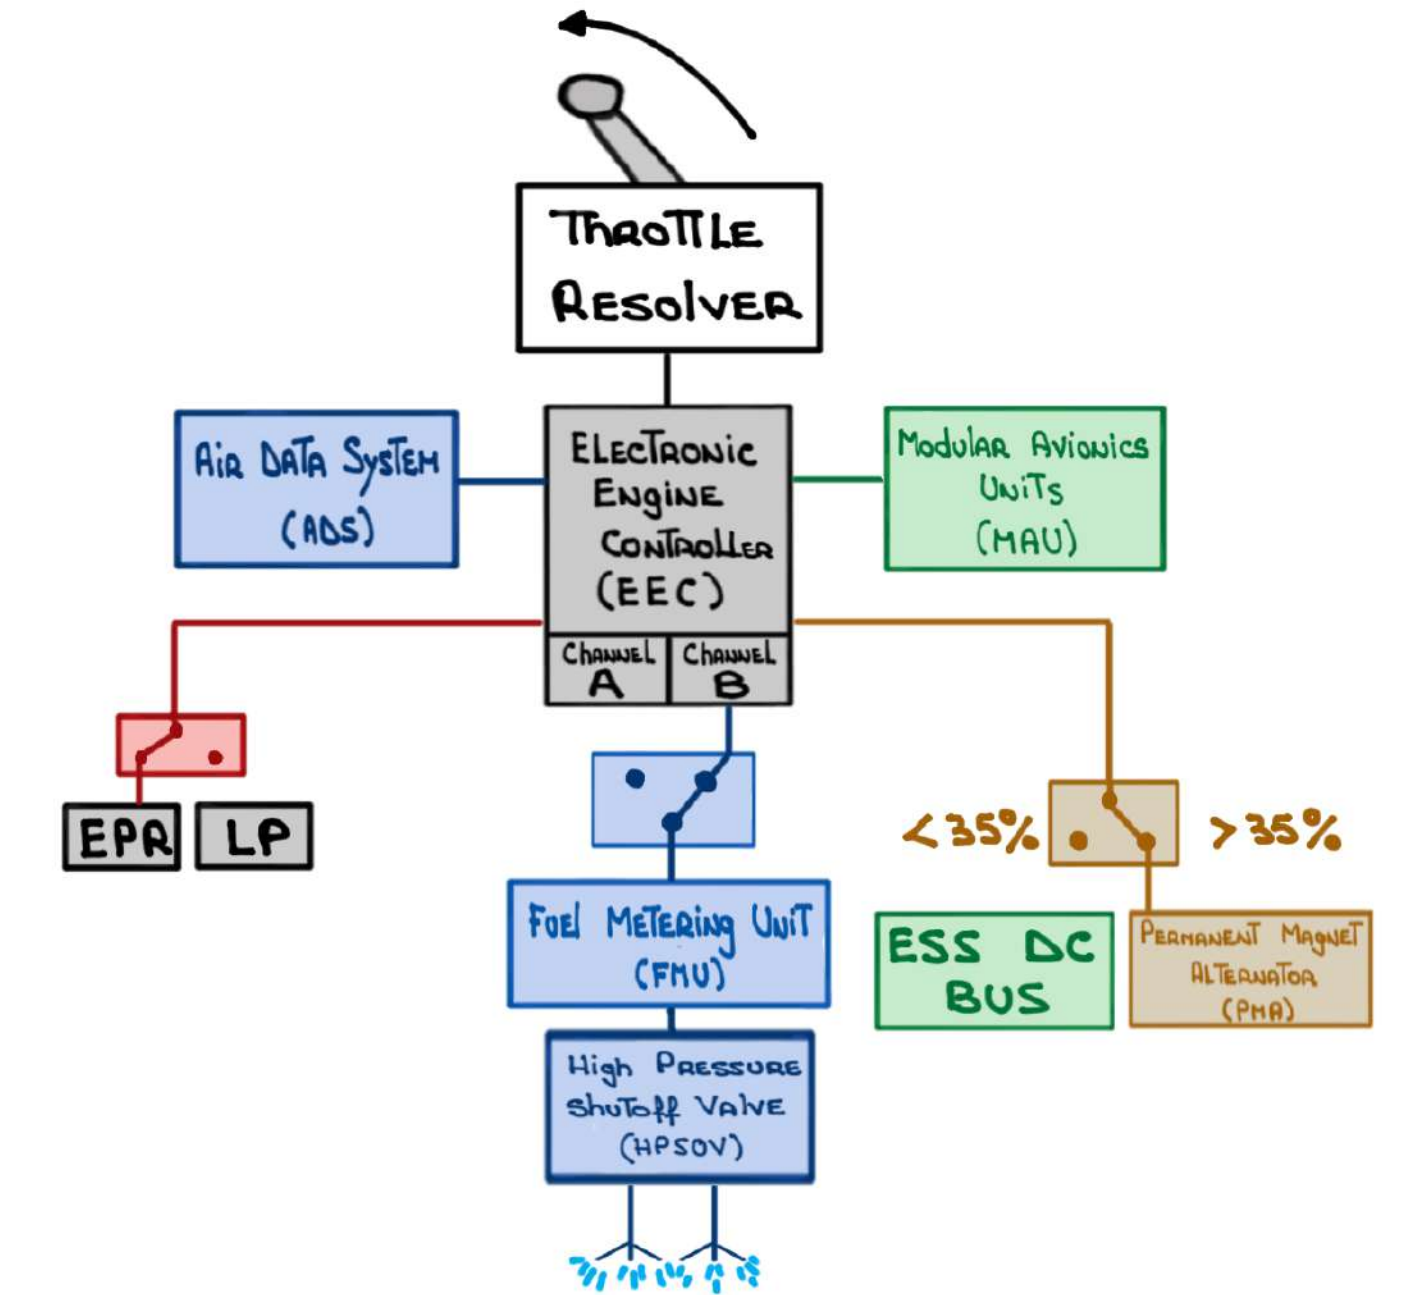 Throttle
Resolver
Air Data System
(ADS)
Electronic
Engine
Controller
(EEC)
Channel
A
Channel
B
Modular Avionics
Units
(MAU)
EPR
LP
<35%
>35%
Fuel Metering Unit
(FMU)
ESS DC
BUS
Permanent Magnet
Alternator
(PMA)
High Pressure
Shutoff Valve
(HPSOV)